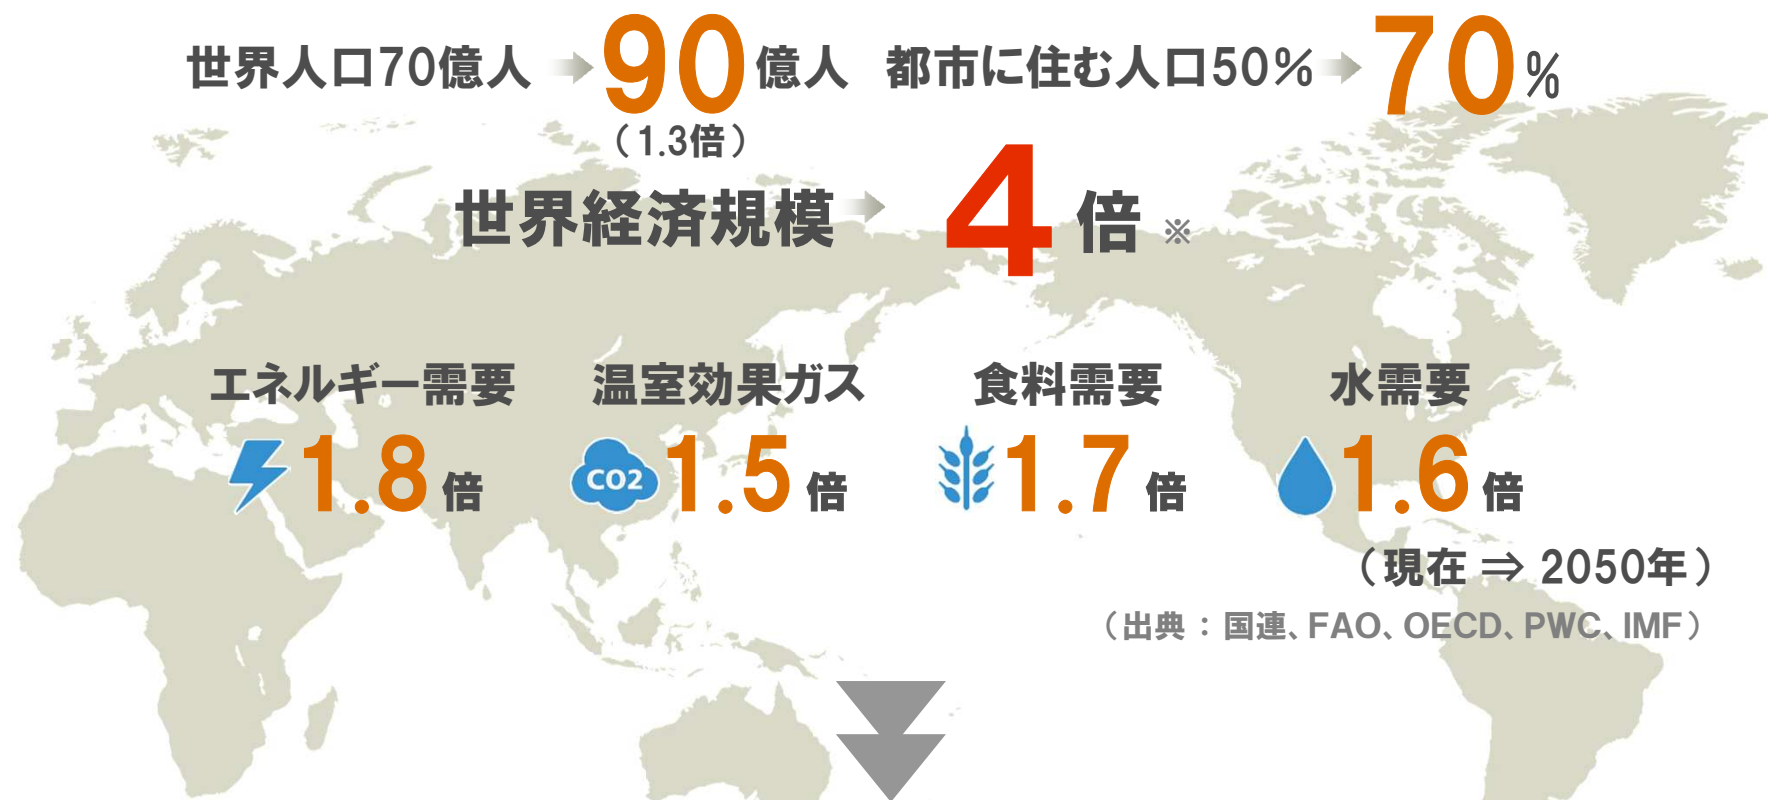 世界人口70億人 → 90億人 都市に住む人口50% → 70%
(1.3倍)
世界経済規模 → 4倍 ※
エネルギー需要 温室効果ガス 食料需要 水需要
1.8倍 CO2 1.5倍 1.7倍 1.6倍
(現在 ⇒ 2050年)
(出典：国連、FAO、OECD、PWC、IMF)